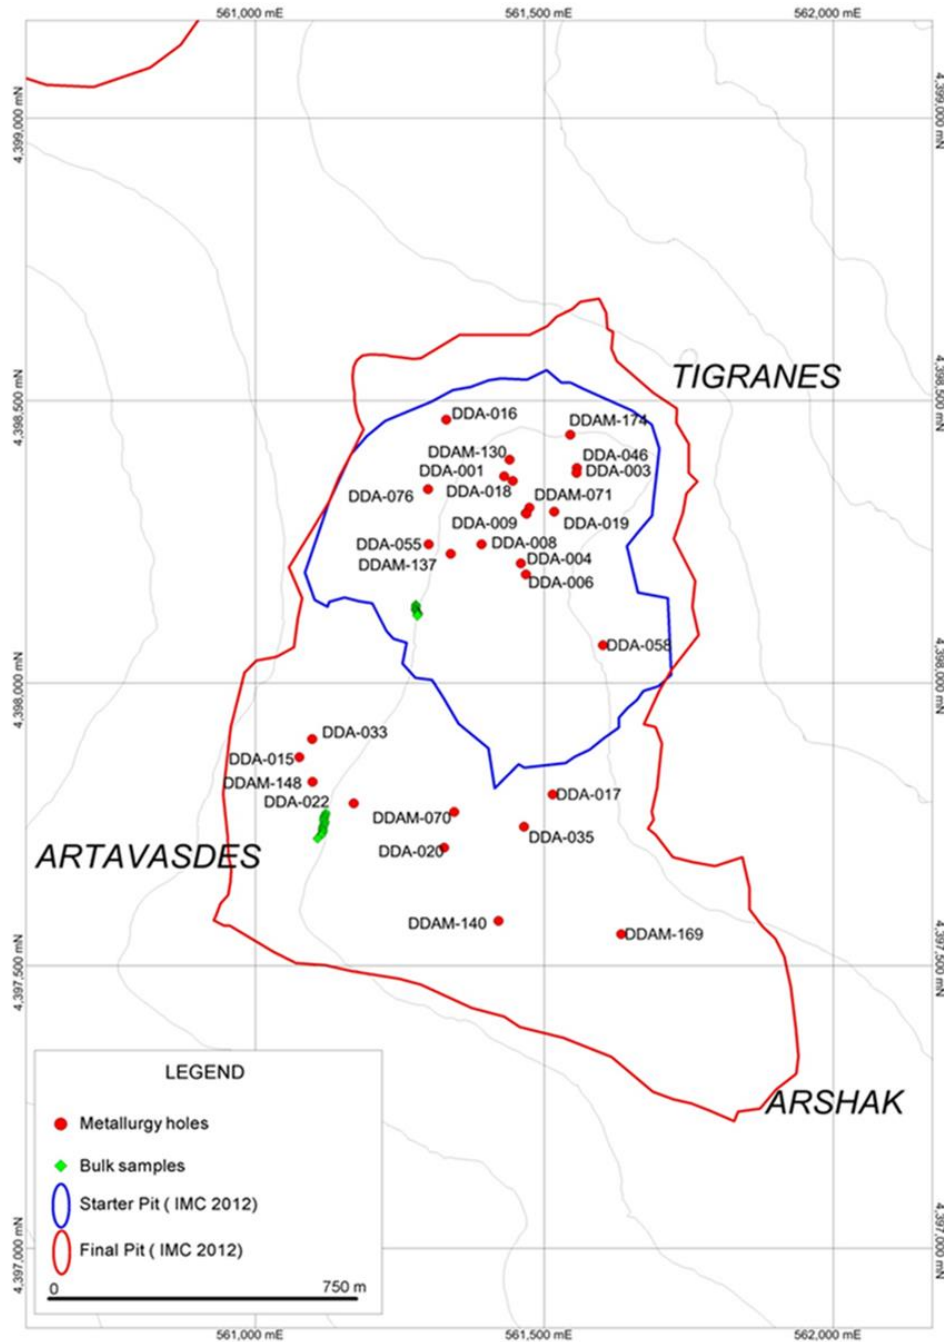 561,000 mE
561,500 mE
562,000 mE
4,399,000 mN
4,399,000 mN
TIGRANES
4,398,500 mN
4,398,500 mN
DDA-016
DDAM-174
DDAM-130
DDA-046
DDA-001
DDA-003
DDA-076
DDA-018
DDAM-071
DDA-009
DDA-019
DDA-055
DDA-008
DDAM-137
DDA-004
DDA-006
DDA-058
4,398,000 mN
4,398,000 mN
DDA-033
DDA-015
DDAM-148
DDA-022
DDA-017
DDAM-070
DDA-035
DDA-020
ARTAVASDES
DDAM-140
DDAM-169
4,397,500 mN
4,397,500 mN
LEGEND
Metallurgy holes
Bulk samples
Starter Pit ( IMC 2012)
Final Pit ( IMC 2012)
0
750 m
ARSHAK
4,397,000 mN
4,397,000 mN
561,000 mE
561,500 mE
562,000 mE